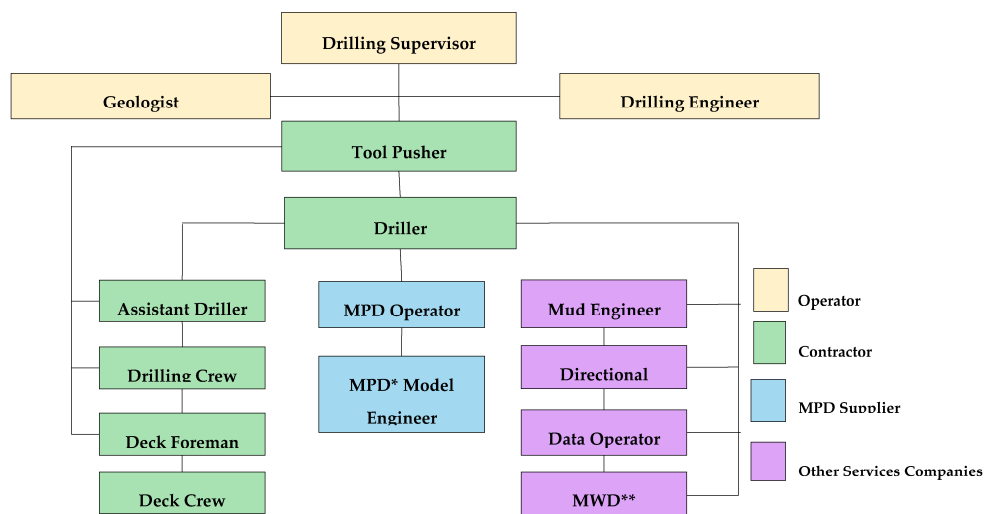 Drilling Supervisor
Geologist
Drilling Engineer
Tool Pusher
Driller
Assistant Driller
MPD Operator
Mud Engineer
Operator
Drilling Crew
MPD* Model
Engineer
Directional
Contractor
Deck Foreman
Data Operator
MPD Supplier
Deck Crew
MWD**
Other Services Companies